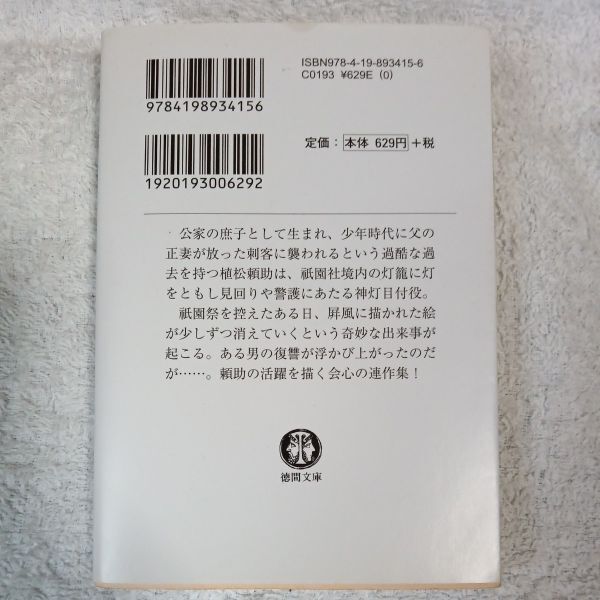 ISBN978-4-19-893415-6
C0193 ¥629E (0)
9784198934156
定価：本体 629円＋税
1920193006292
公家の庶子として生まれ、少年時代に父の
正妻が放った刺客に襲われるという過酷な過
去を持つ植松頼助は、祇園社境内の灯籠に灯
をともし見回りや警護にあたる神灯目付役。
祇園祭を控えたある日、屏風に描かれた絵
が少しずつ消えていくという奇妙な出来事が
起こる。ある男の復讐が浮かび上がったのだ
が……。頼助の活躍を描く会心の連作集！
徳間文庫